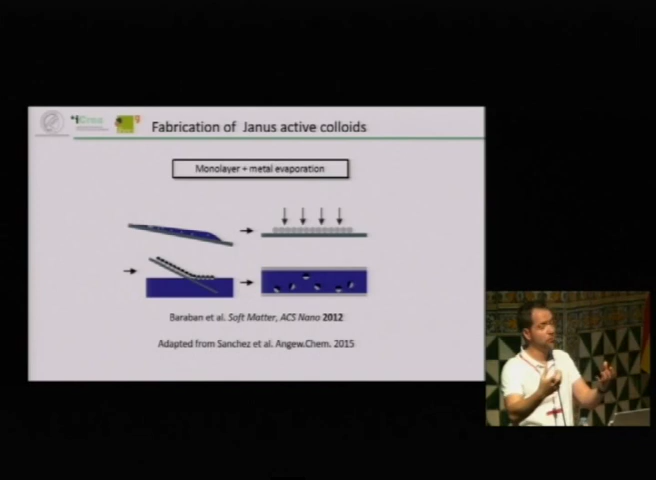 Fabrication of Janus active colloids
Monolayer + metal evaporation
Baraban et al. Soft Matter, ACS Nano 2012
Adapted from Sanchez et al. Angew.Chem. 2015